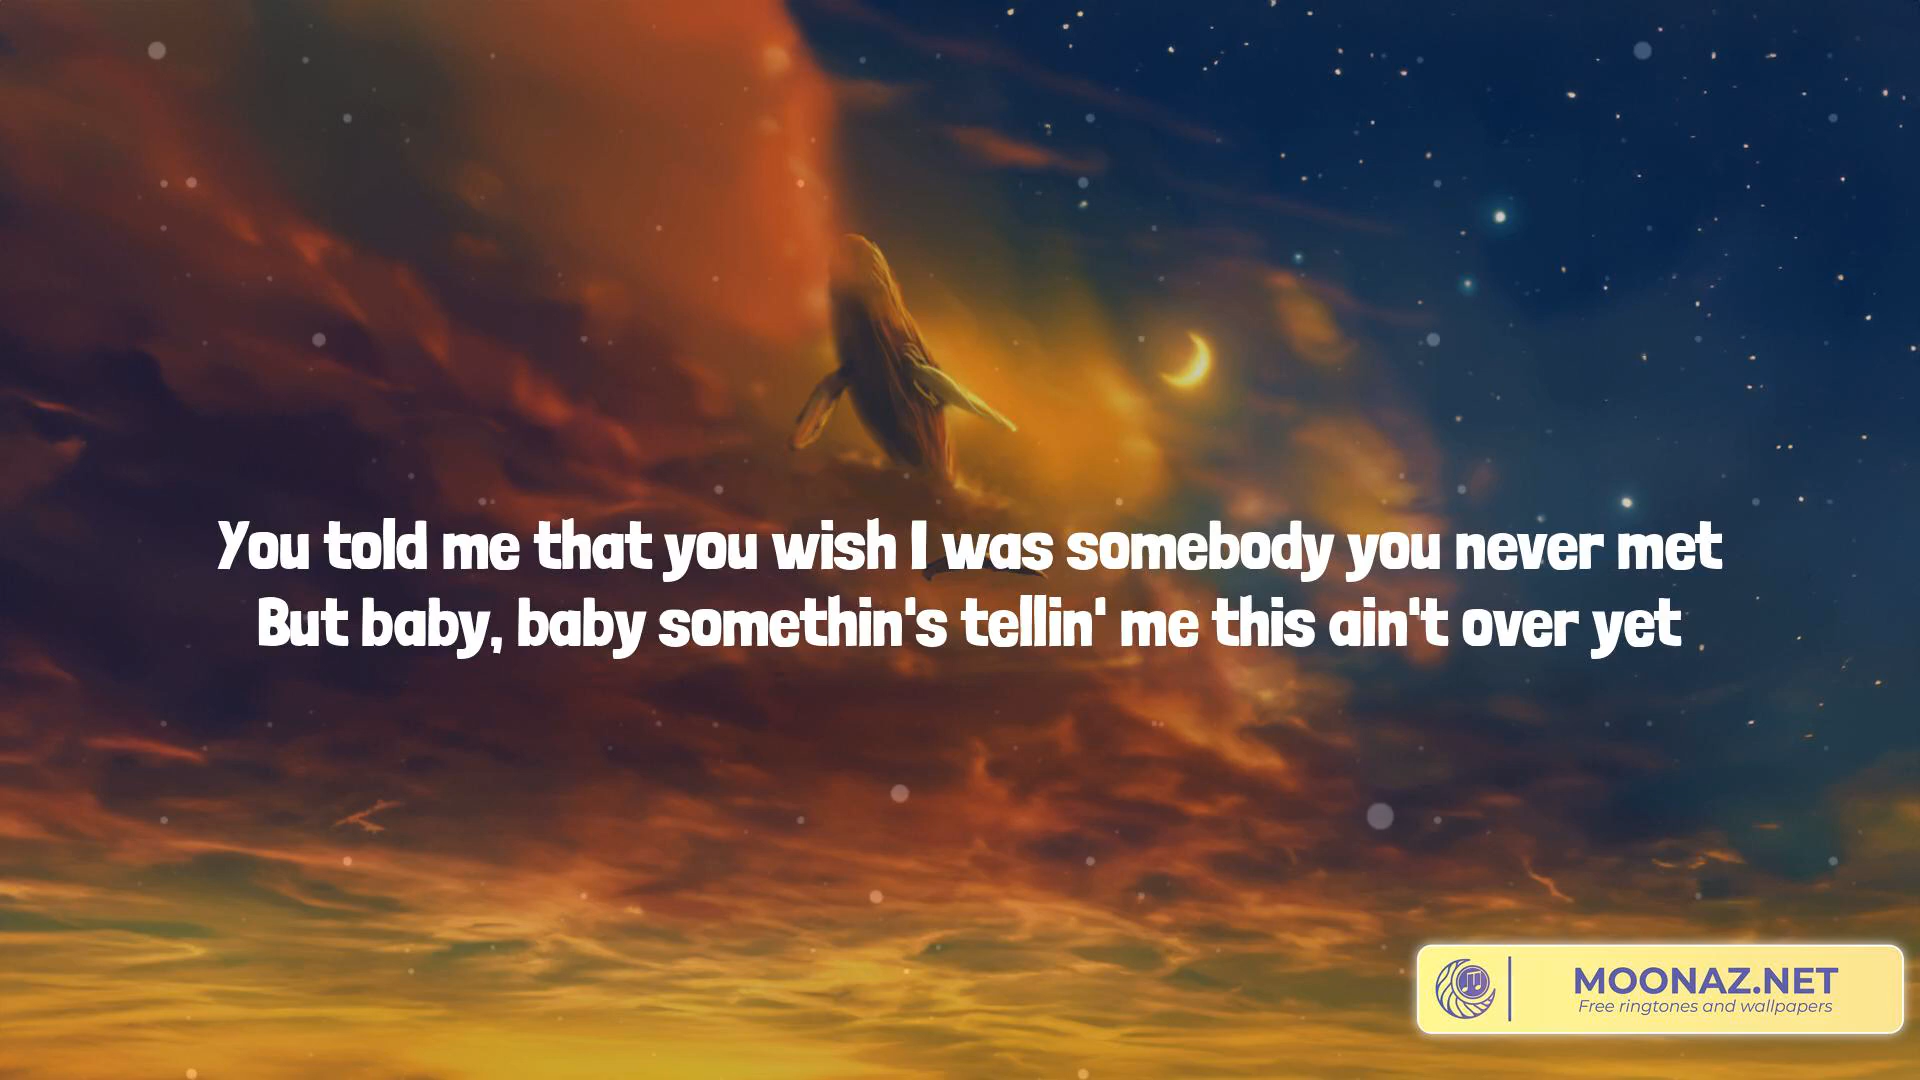 You told me that you wish I was somebody you never met
But baby, baby somethin's tellin' me this ain't over yet
MOONAZ.NET
Free ringtones and wallpapers